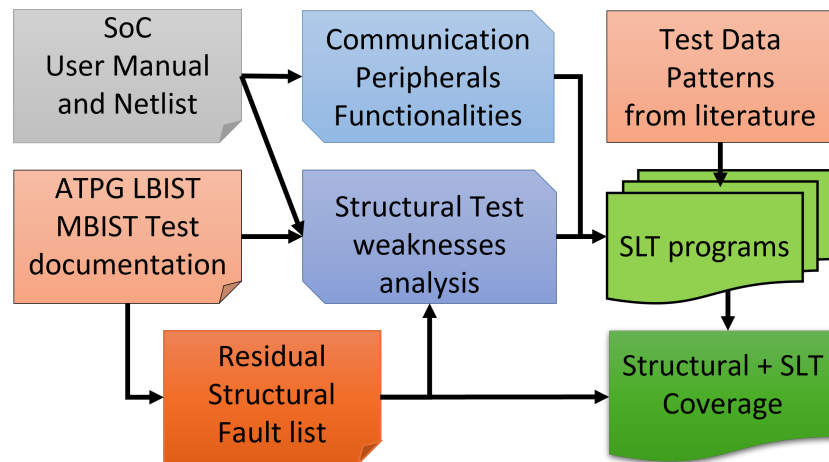 SoC
User Manual
and Netlist
Communication
Peripherals
Functionalities
Test Data
Patterns
from literature
ATPG LBIST
MBIST Test
documentation
Structural Test
weaknesses
analysis
SLT programs
Residual
Structural
Fault list
Structural + SLT
Coverage